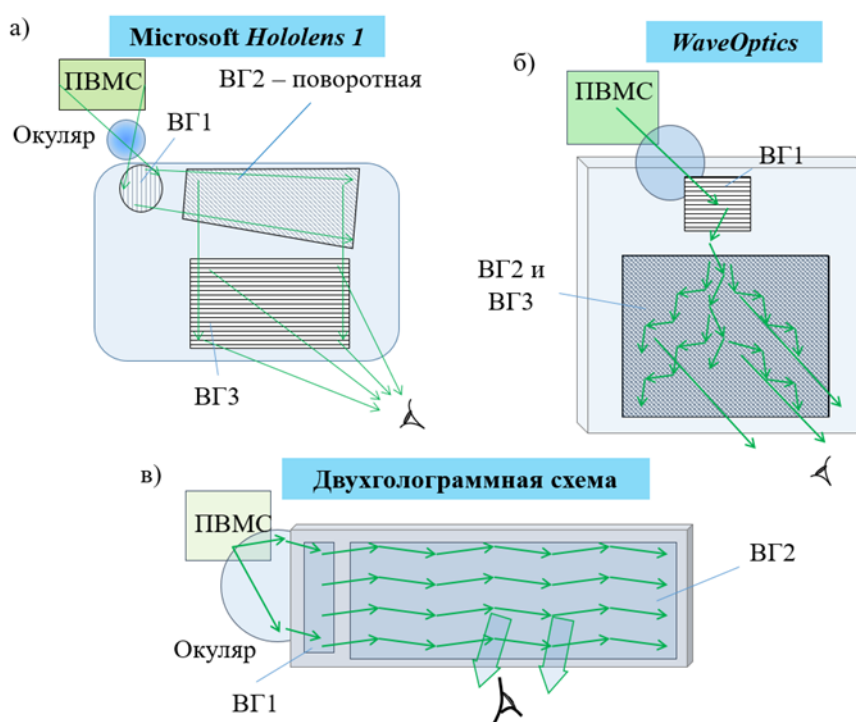 а)
Microsoft Hololens 1
ПВМС
ВГ2 – поворотная
ВГ1
Окуляр
ВГ3
WaveOptics
б)
ПВМС
ВГ1
ВГ2 и
ВГ3
в)
Двухголограммная схема
ПВМС
ВГ2
Окуляр
ВГ1